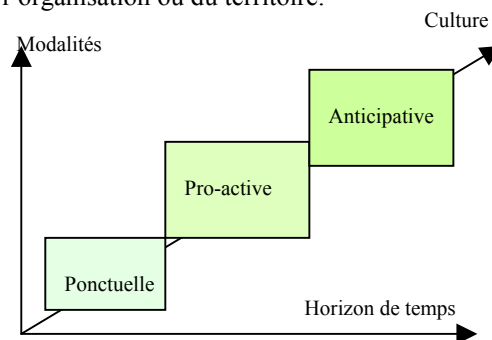 l'organisation ou du territoire.
Culture
Modalités
Anticipative
Pro-active
Ponctuelle
Horizon de temps